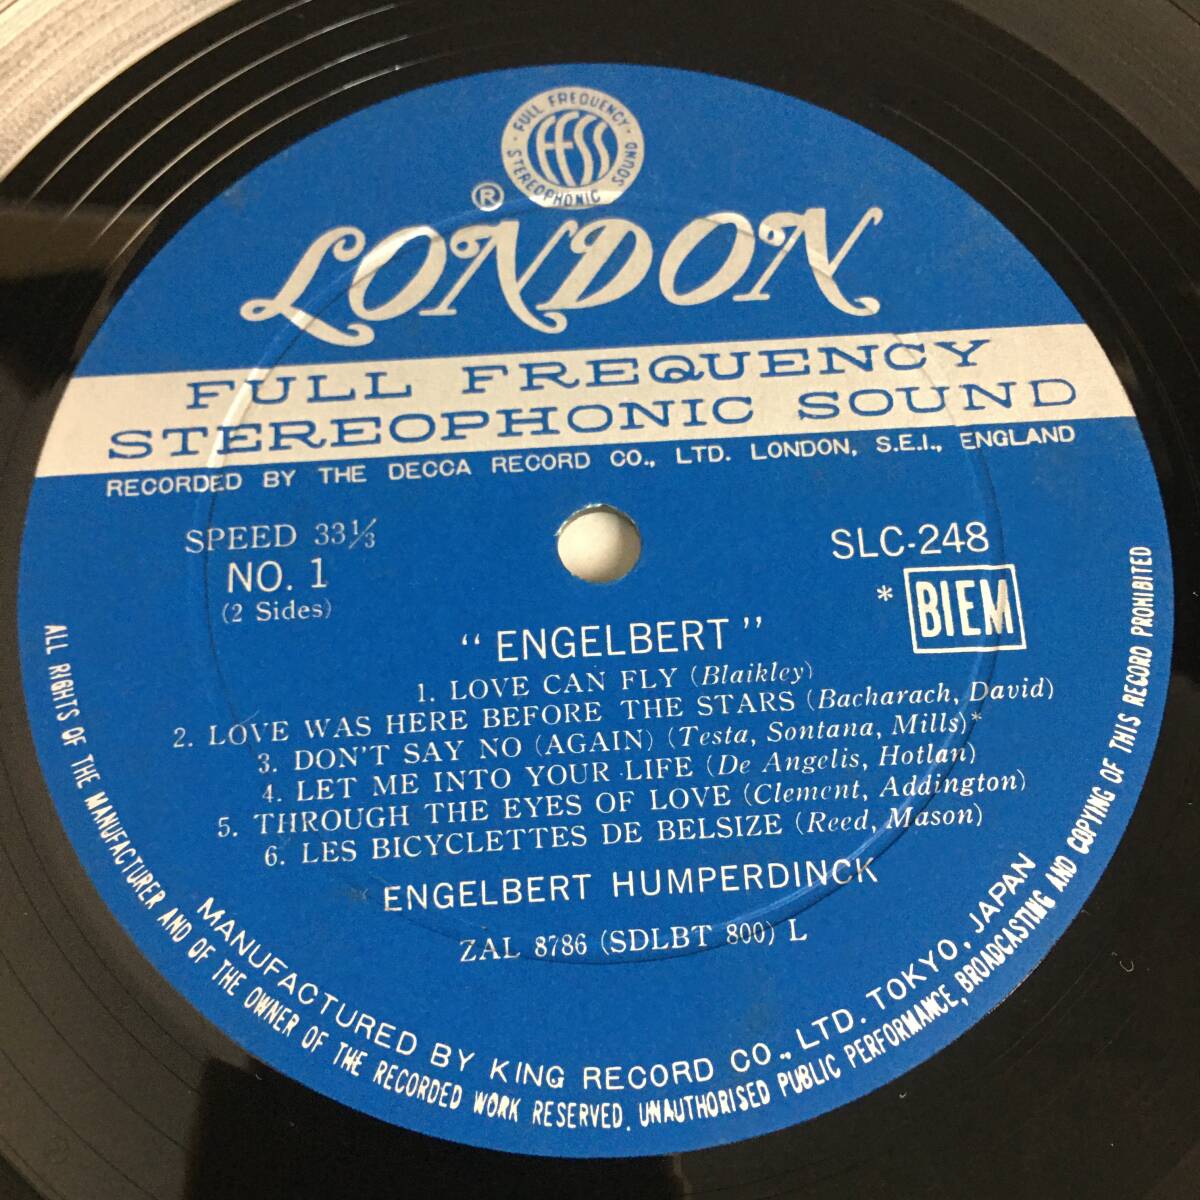 FULL FREQUENCY STEREOPHONIC SOUND
FFSS
®
LONDON
FULL FREQUENCY
STEREOPHONIC SOUND
RECORDED BY THE DECCA RECORD CO., LTD. LONDON, S.E.I., ENGLAND
SPEED 33⅓
NO. 1
(2 Sides)
SLC-248
* BIEM
"ENGELBERT"
1. LOVE CAN FLY (Blaikley)
2. LOVE WAS HERE BEFORE THE STARS (Bacharach, David)
3. DON'T SAY NO (AGAIN) (Testa, Sontana, Mills)*
4. LET ME INTO YOUR LIFE (De Angelis, Hotlan)
5. THROUGH THE EYES OF LOVE (Clement, Addington)
6. LES BICYCLETTES DE BELSIZE (Reed, Mason)
ENGELBERT HUMPERDINCK
ZAL 8786 (SDLBT 800) L
MANUFACTURED BY KING RECORD CO., LTD. TOKYO, JAPAN
ALL RIGHTS OF THE MANUFACTURER AND OF THE OWNER OF THE RECORDED WORK RESERVED. UNAUTHORISED PUBLIC PERFORMANCE, BROADCASTING AND COPYING OF THIS RECORD PROHIBITED